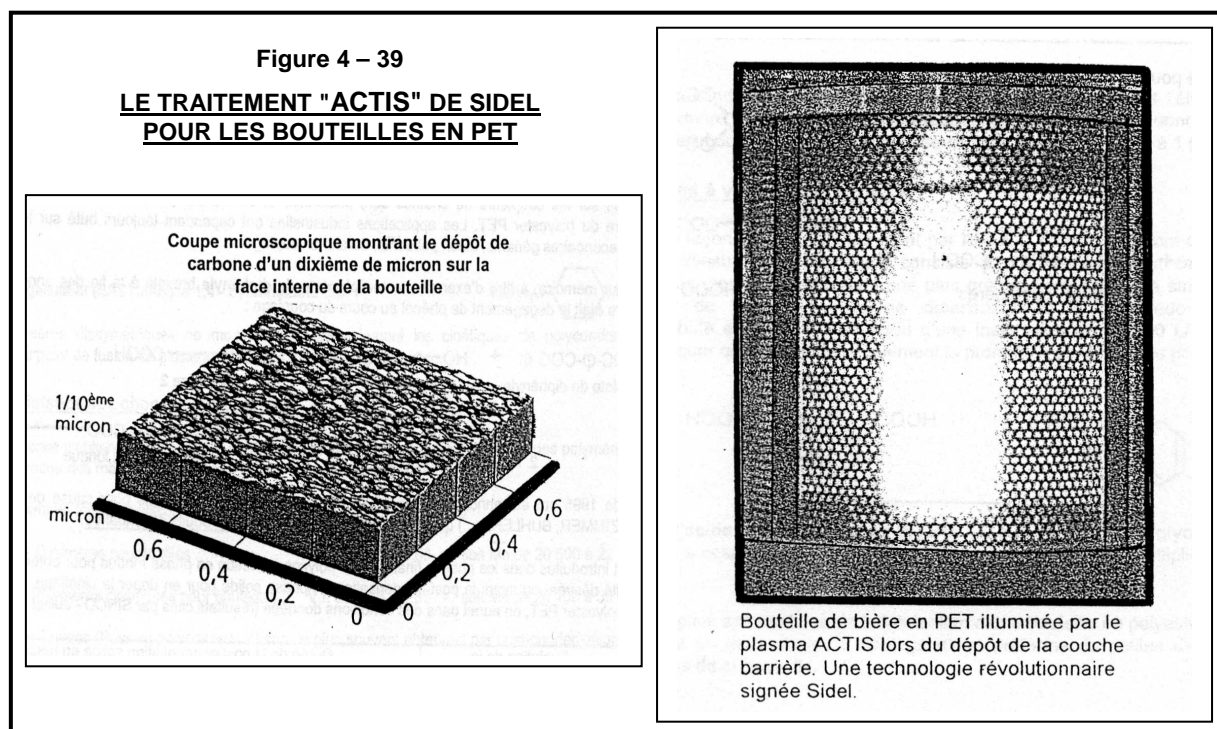 Figure 4 – 39
LE TRAITEMENT "ACTIS" DE SIDEL
POUR LES BOUTEILLES EN PET
Coupe microscopique montrant le dépôt de
carbone d'un dixième de micron sur la
face interne de la bouteille
1/10ème
micron
micron
0,6
0,4
0,2
0
0
0,2
0,4
0,6
Bouteille de bière en PET illuminée par le
plasma ACTIS lors du dépôt de la couche
barrière. Une technologie révolutionnaire
signée Sidel.